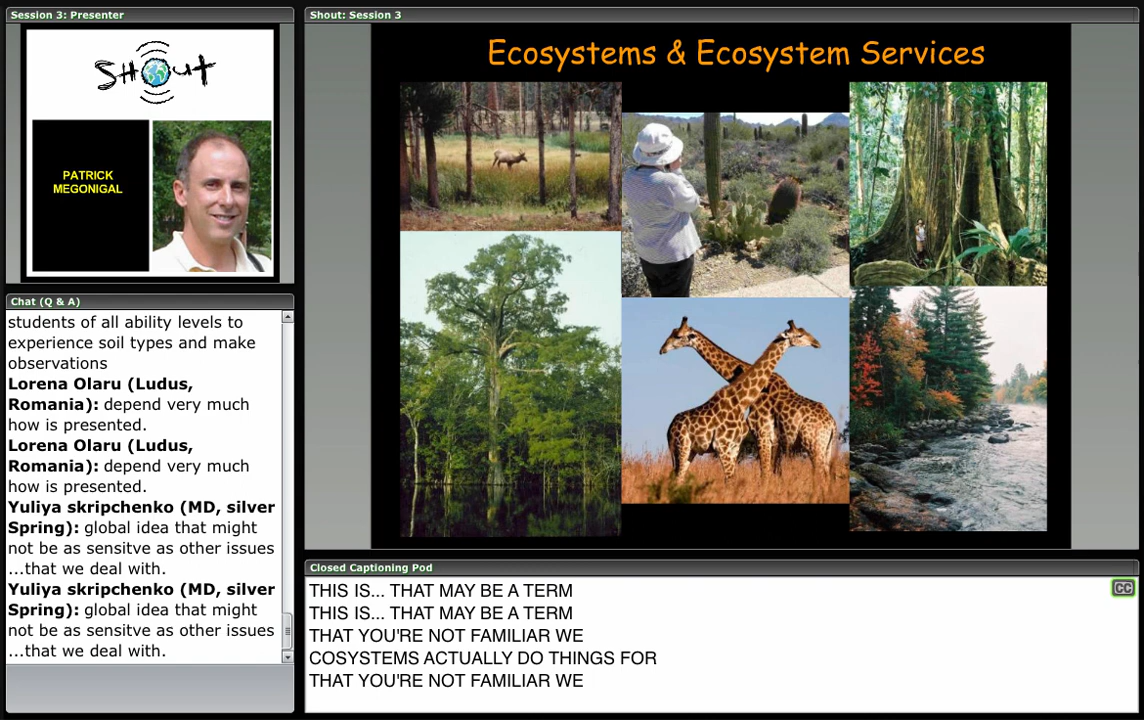 Session 3: Presenter
SHOUT
PATRICK
MEGONIGAL
Chat (Q & A)
students of all ability levels to
experience soil types and make
observations
Lorena Olaru (Ludus,
Romania): depend very much
how is presented.
Lorena Olaru (Ludus,
Romania): depend very much
how is presented.
Yuliya skripchenko (MD, silver
Spring): global idea that might
not be as sensitve as other issues
...that we deal with.
Yuliya skripchenko (MD, silver
Spring): global idea that might
not be as sensitve as other issues
...that we deal with.
Shout: Session 3
Ecosystems & Ecosystem Services
Closed Captioning Pod
THIS IS... THAT MAY BE A TERM
THIS IS... THAT MAY BE A TERM
THAT YOU'RE NOT FAMILIAR WE
COSYSTEMS ACTUALLY DO THINGS FOR
THAT YOU'RE NOT FAMILIAR WE
CC